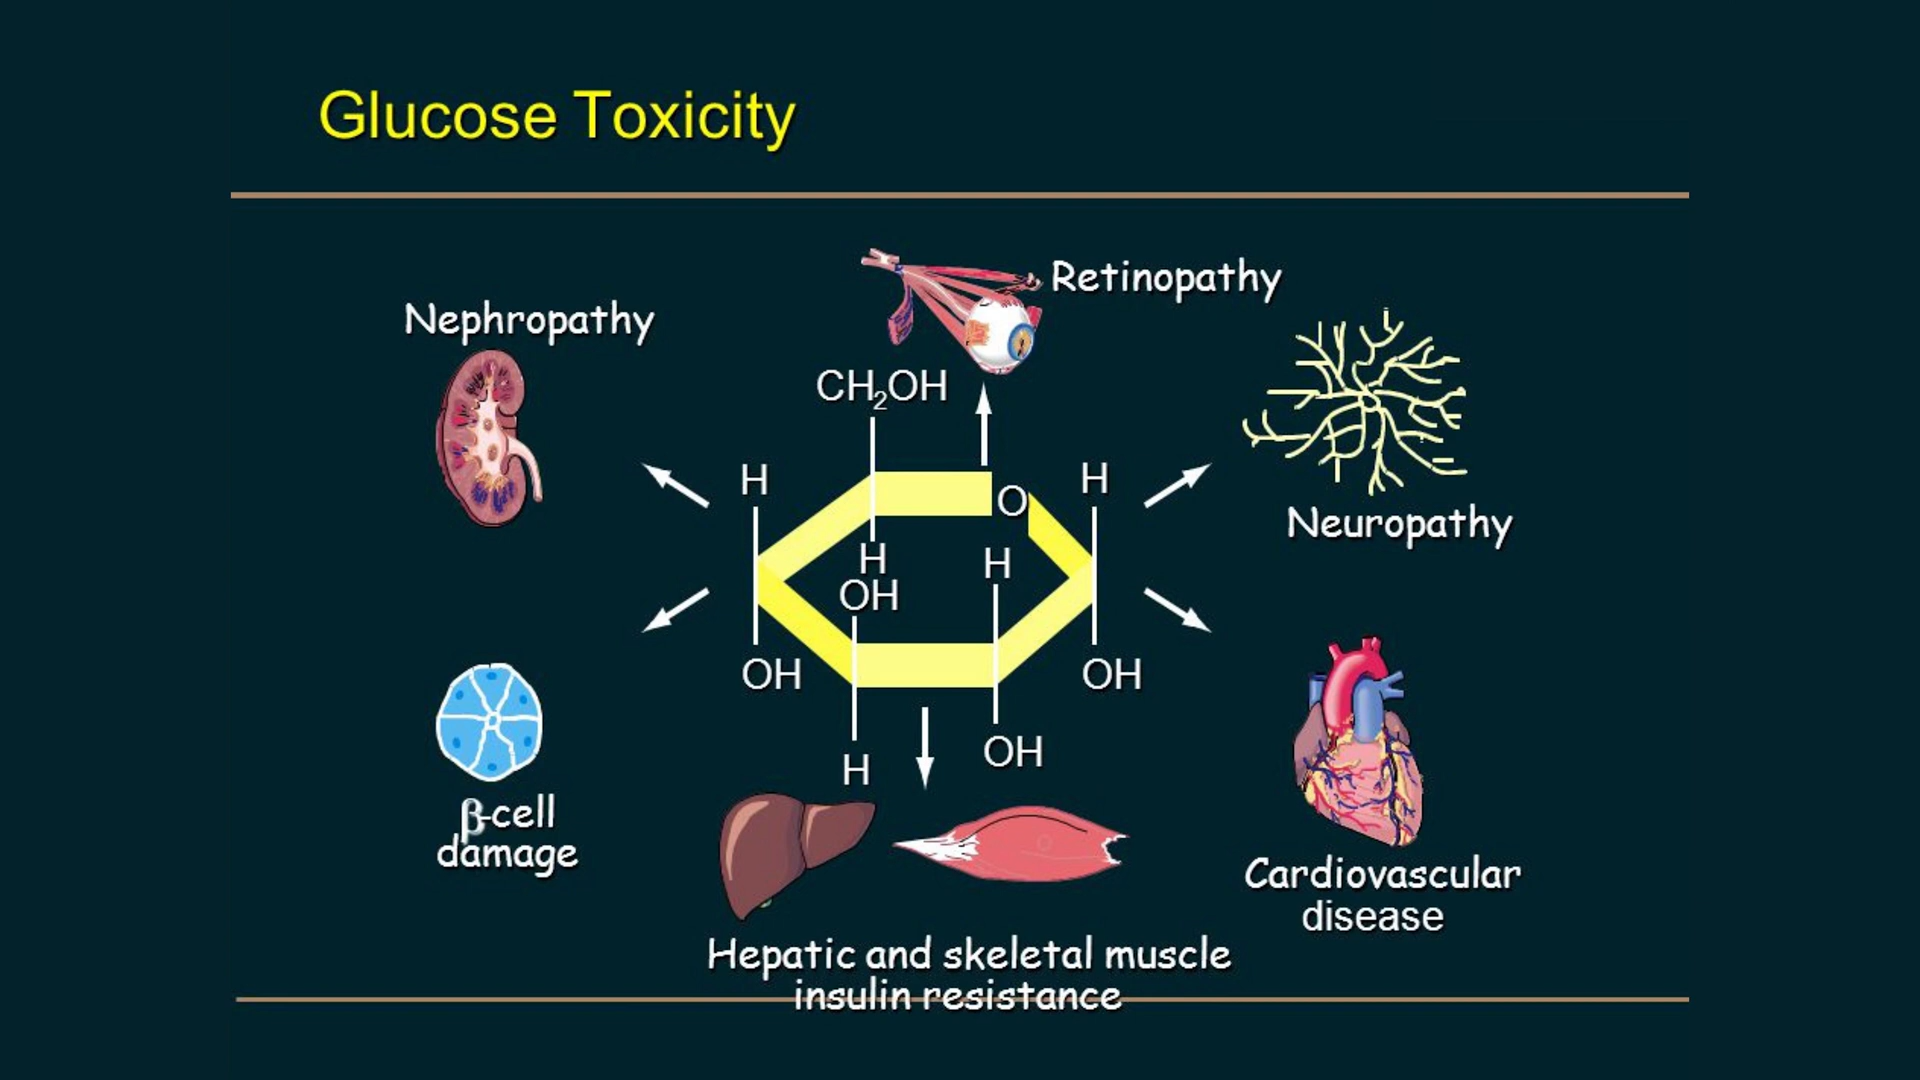 Glucose Toxicity
Retinopathy
Nephropathy
CH₂OH
H
O
H
Neuropathy
H
OH
H
OH
OH
H
OH
β-cell
damage
Cardiovascular
disease
Hepatic and skeletal muscle
insulin resistance